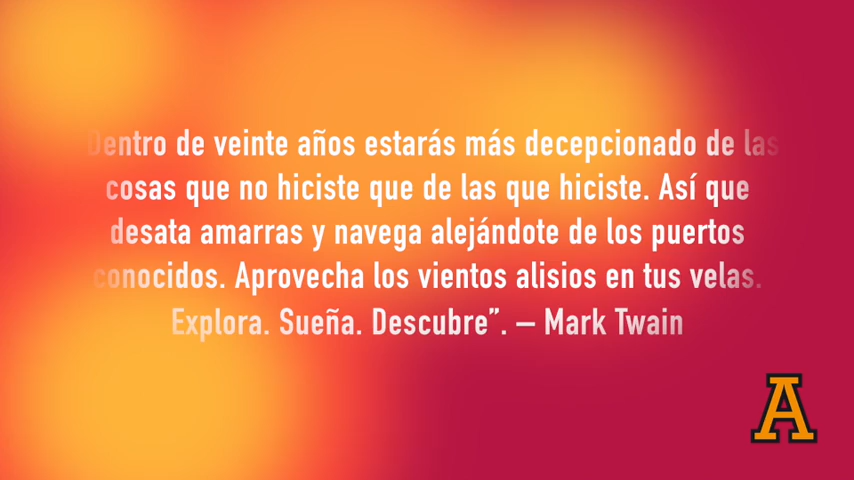 Dentro de veinte años estarás más decepcionado de las
cosas que no hiciste que de las que hiciste. Así que
desata amarras y navega alejándote de los puertos
conocidos. Aprovecha los vientos alisios en tus velas.
Explora. Sueña. Descubre”. – Mark Twain
A